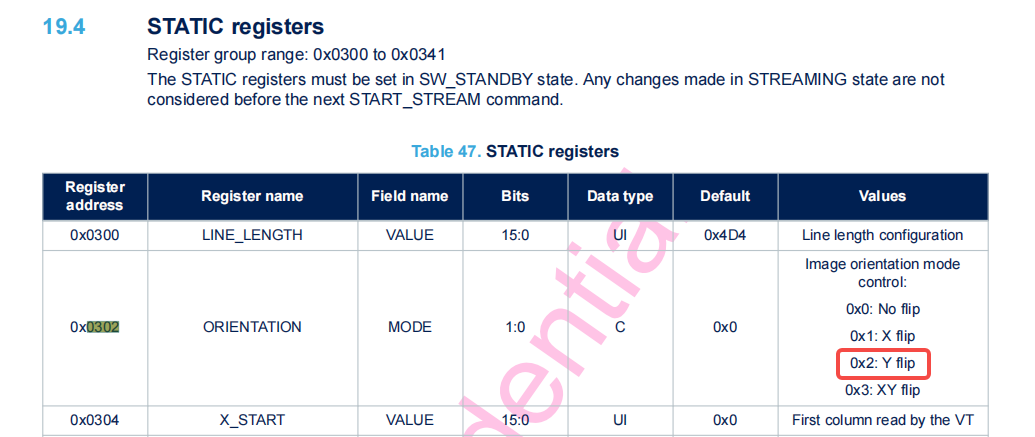 19.4 STATIC registers
Register group range: 0x0300 to 0x0341
The STATIC registers must be set in SW_STANDBY state. Any changes made in STREAMING state are not
considered before the next START_STREAM command.
Table 47. STATIC registers
Register address Register name Field name Bits Data type Default Values
0x0300 LINE_LENGTH VALUE 15:0 UI 0x4D4 Line length configuration
0x0302 ORIENTATION MODE 1:0 C 0x0 Image orientation mode
control:
0x0: No flip
0x1: X flip
0x2: Y flip
0x3: XY flip
0x0304 X_START VALUE 15:0 UI 0x0 First column read by the VT
dentia